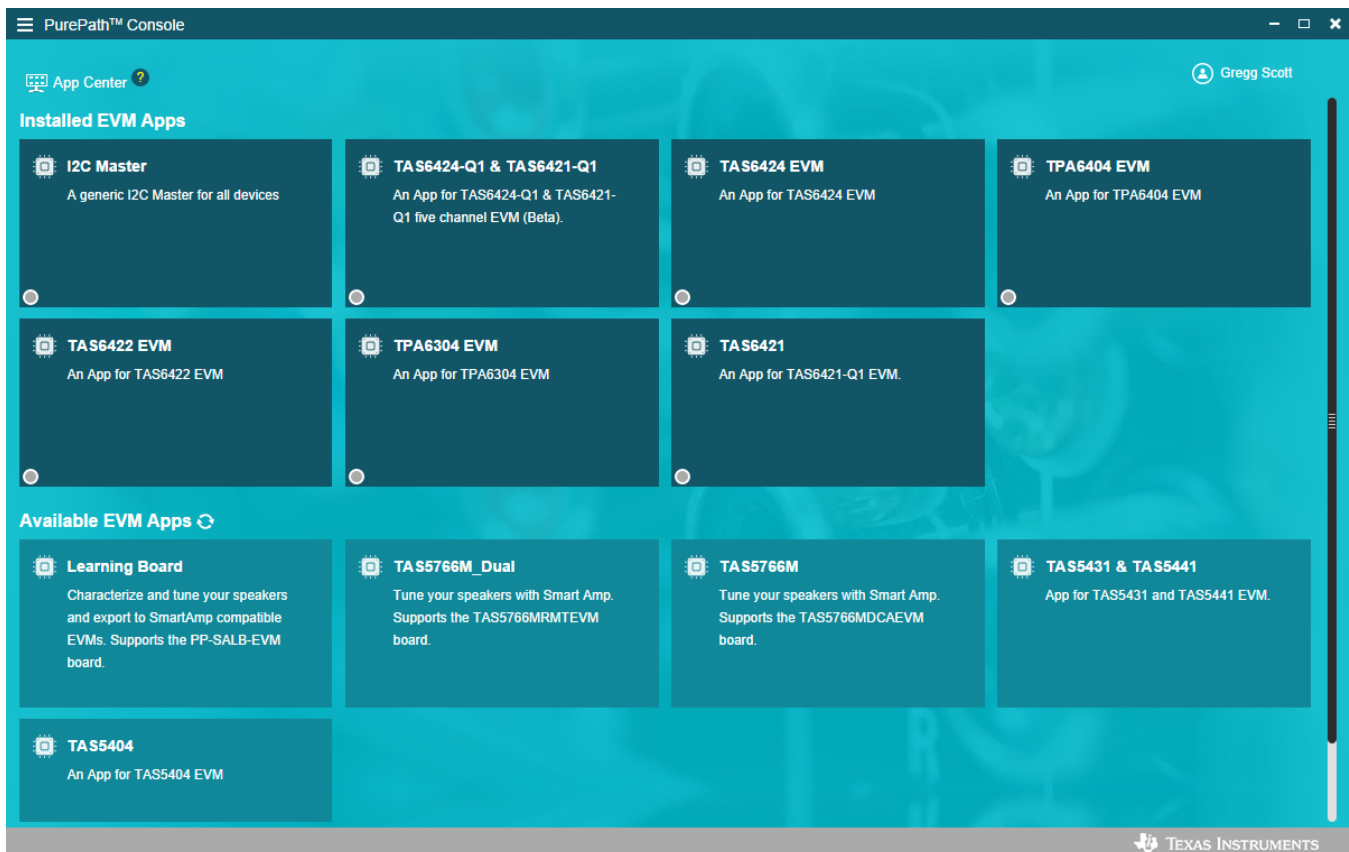 PurePath™ Console
App Center ?
Gregg Scott
Installed EVM Apps
I2C Master
A generic I2C Master for all devices
TAS6424-Q1 & TAS6421-Q1
An App for TAS6424-Q1 & TAS6421-
Q1 five channel EVM (Beta).
TAS6424 EVM
An App for TAS6424 EVM
TPA6404 EVM
An App for TPA6404 EVM
TAS6422 EVM
An App for TAS6422 EVM
TPA6304 EVM
An App for TPA6304 EVM
TAS6421
An App for TAS6421-Q1 EVM.
Available EVM Apps
Learning Board
Characterize and tune your speakers
and export to SmartAmp compatible
EVMs. Supports the PP-SALB-EVM
board.
TAS5766M_Dual
Tune your speakers with Smart Amp.
Supports the TAS5766MRMTEVM
board.
TAS5766M
Tune your speakers with Smart Amp.
Supports the TAS5766MDCAEVM
board.
TAS5431 & TAS5441
App for TAS5431 and TAS5441 EVM.
TAS5404
An App for TAS5404 EVM
TEXAS INSTRUMENTS